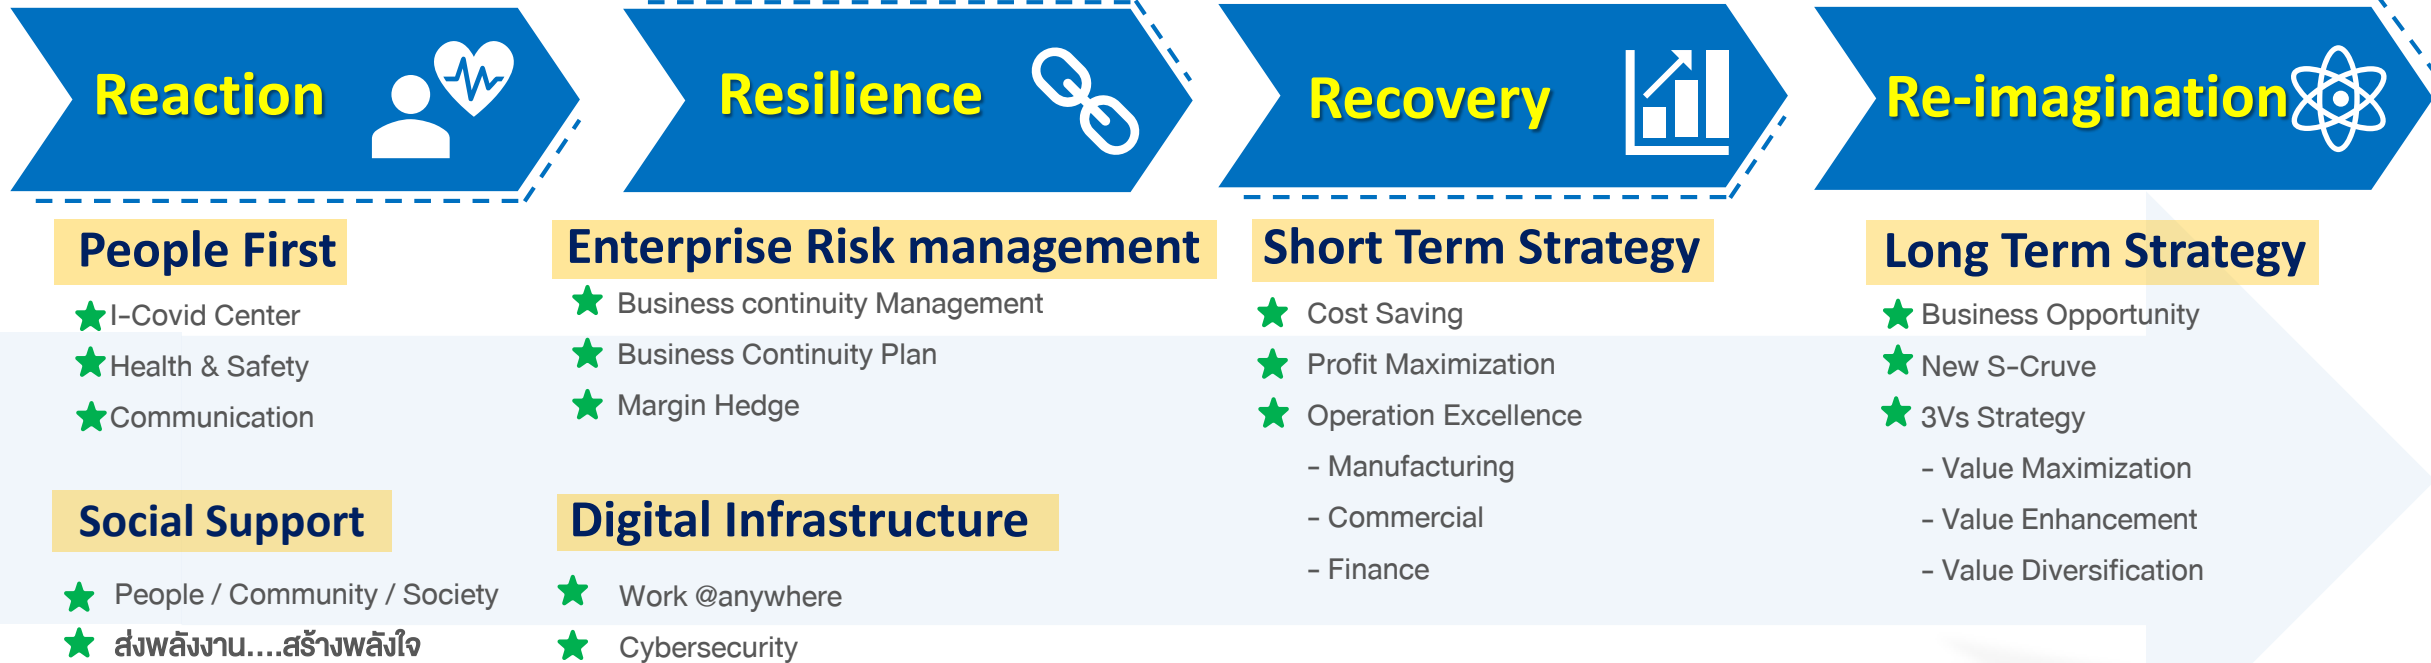 Reaction
People First
I-Covid Center
Health & Safety
Communication
Social Support
People / Community / Society
ส่งพลังงาน....สร้างพลังใจ
Resilience
Enterprise Risk management
Business continuity Management
Business Continuity Plan
Margin Hedge
Digital Infrastructure
Work @anywhere
Cybersecurity
Recovery
Short Term Strategy
Cost Saving
Profit Maximization
Operation Excellence
- Manufacturing
- Commercial
- Finance
Re-imagination
Long Term Strategy
Business Opportunity
New S-Cruve
3Vs Strategy
- Value Maximization
- Value Enhancement
- Value Diversification